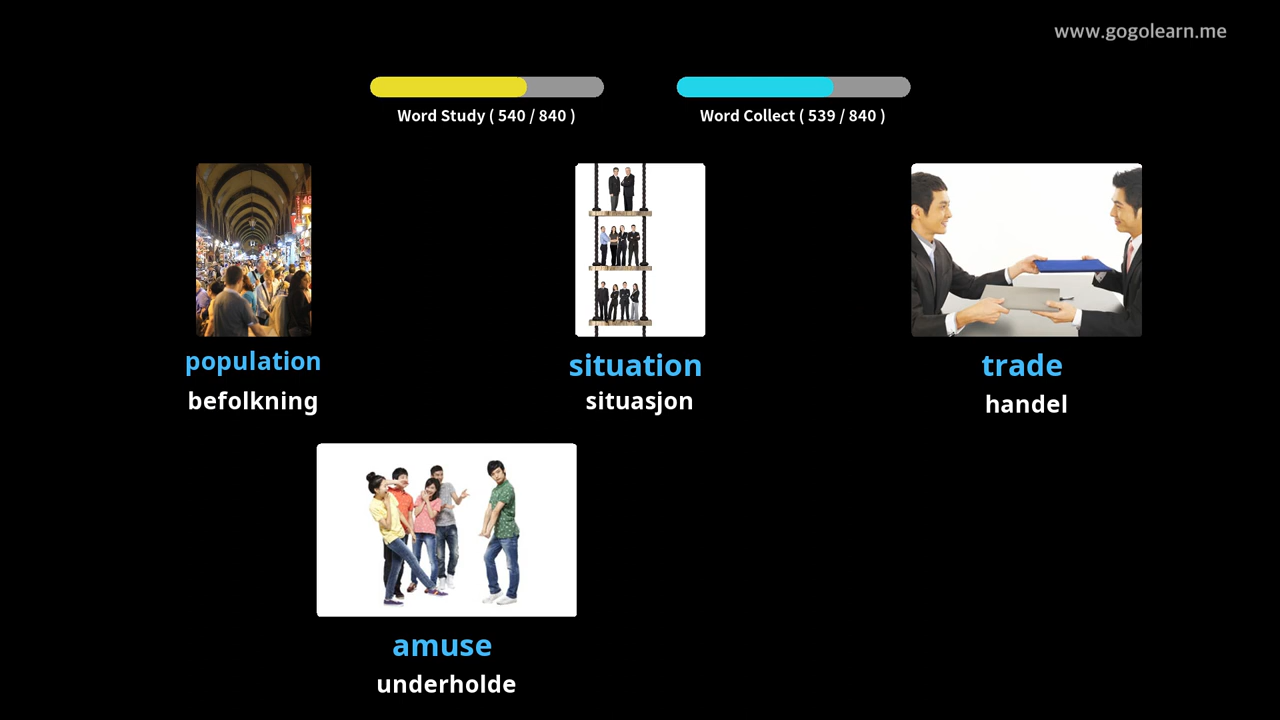 www.gogolearn.me
Word Study ( 540 / 840 )
Word Collect ( 539 / 840 )
population
situation
trade
befolkning
situasjon
handel
amuse
underholde